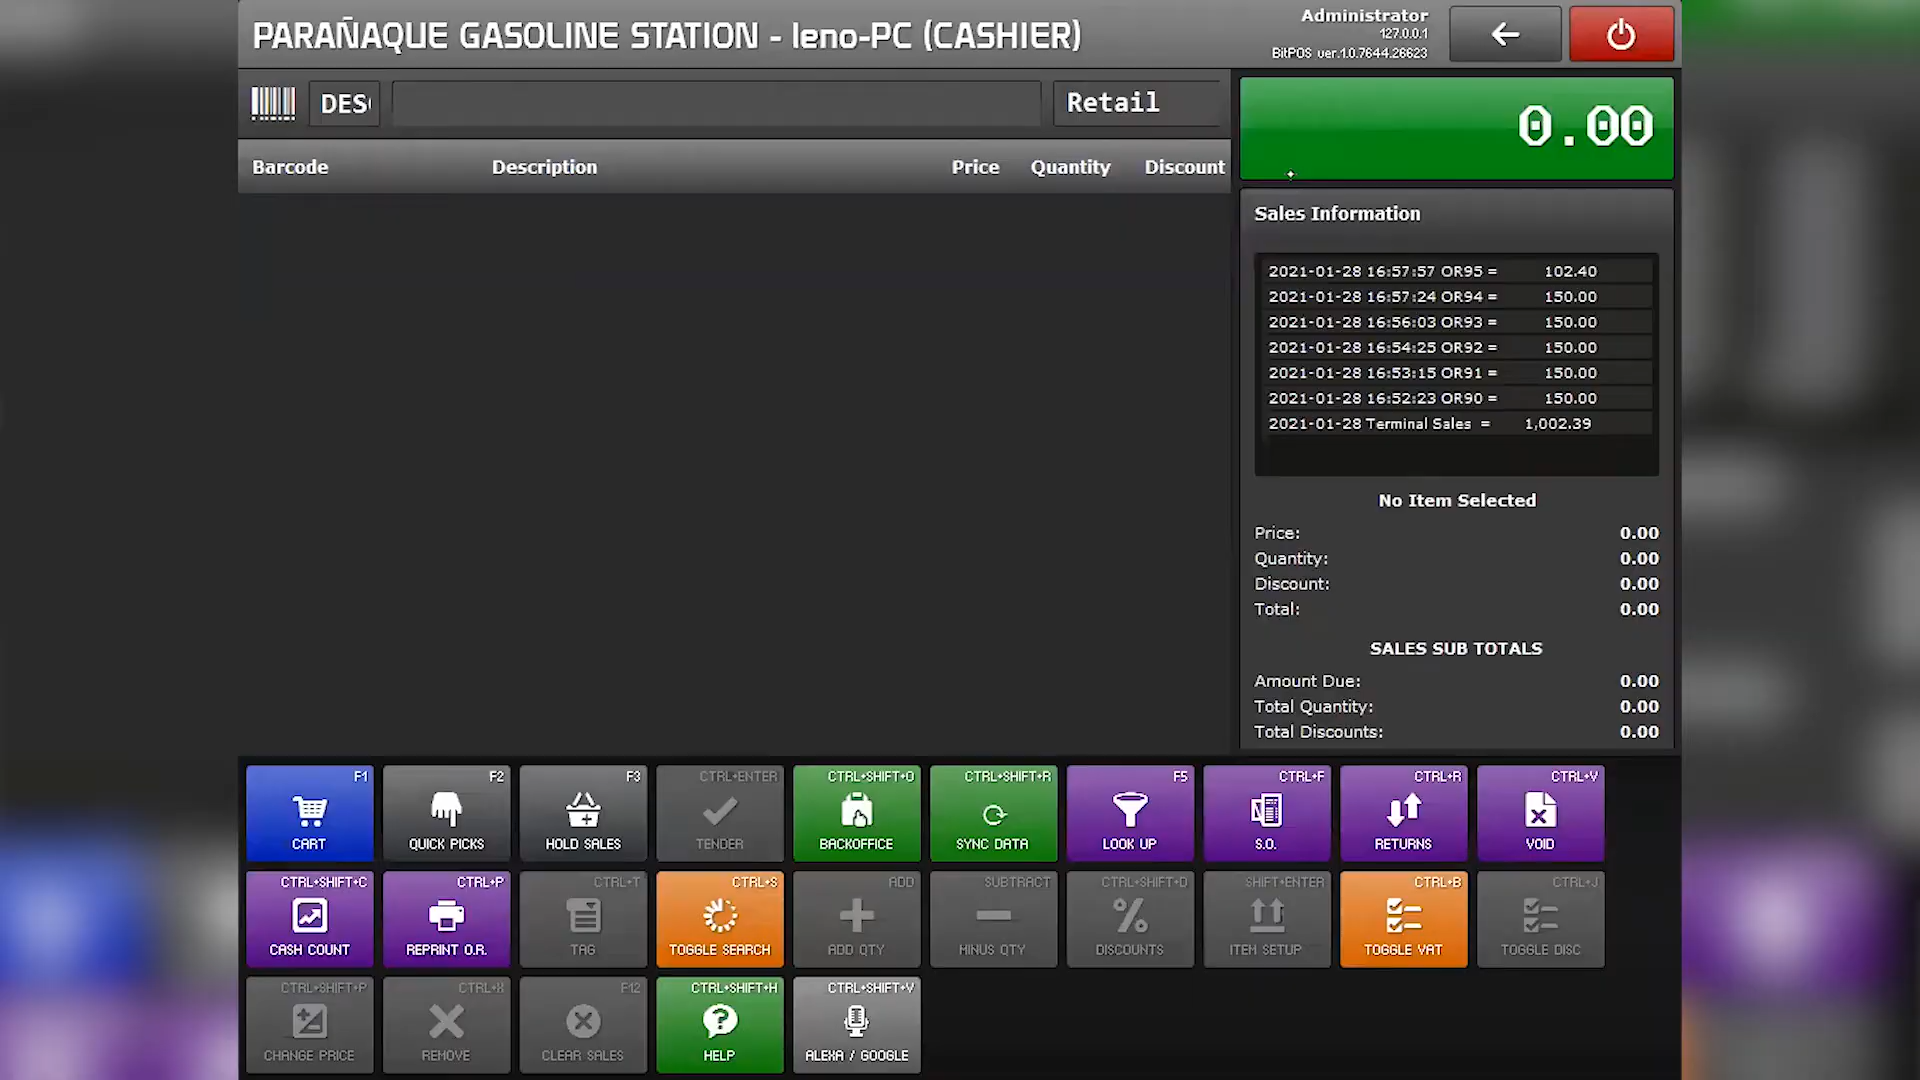 PARAÑAQUE GASOLINE STATION - leno-PC (CASHIER)
Administrator
127.0.0.1
BitPOS ver.1.0.7644.26623
DES
Retail
0.00
Barcode Description Price Quantity Discount
Sales Information
2021-01-28 16:57:57 OR95 = 102.40
2021-01-28 16:57:24 OR94 = 150.00
2021-01-28 16:56:03 OR93 = 150.00
2021-01-28 16:54:25 OR92 = 150.00
2021-01-28 16:53:15 OR91 = 150.00
2021-01-28 16:52:23 OR90 = 150.00
2021-01-28 Terminal Sales = 1,002.39
No Item Selected
Price: 0.00
Quantity: 0.00
Discount: 0.00
Total: 0.00
SALES SUB TOTALS
Amount Due: 0.00
Total Quantity: 0.00
Total Discounts: 0.00
F1 F2 F3 CTRL+ENTER CTRL+SHIFT+O CTRL+SHIFT+R F5 CTRL+F CTRL+R CTRL+V
CART QUICK PICKS HOLD SALES TENDER BACKOFFICE SYNC DATA LOOK UP S.O. RETURNS VOID
CTRL+SHIFT+C CTRL+P CTRL+T CTRL+S ADD SUBTRACT CTRL+SHIFT+D SHIFT+ENTER CTRL+B CTRL+J
CASH COUNT REPRINT O.R. TAG TOGGLE SEARCH ADD QTY MINUS QTY DISCOUNTS ITEM SETUP TOGGLE VAT TOGGLE DISC
CTRL+SHIFT+P CTRL+X F12 CTRL+SHIFT+H CTRL+SHIFT+V
CHANGE PRICE REMOVE CLEAR SALES HELP ALEXA / GOOGLE